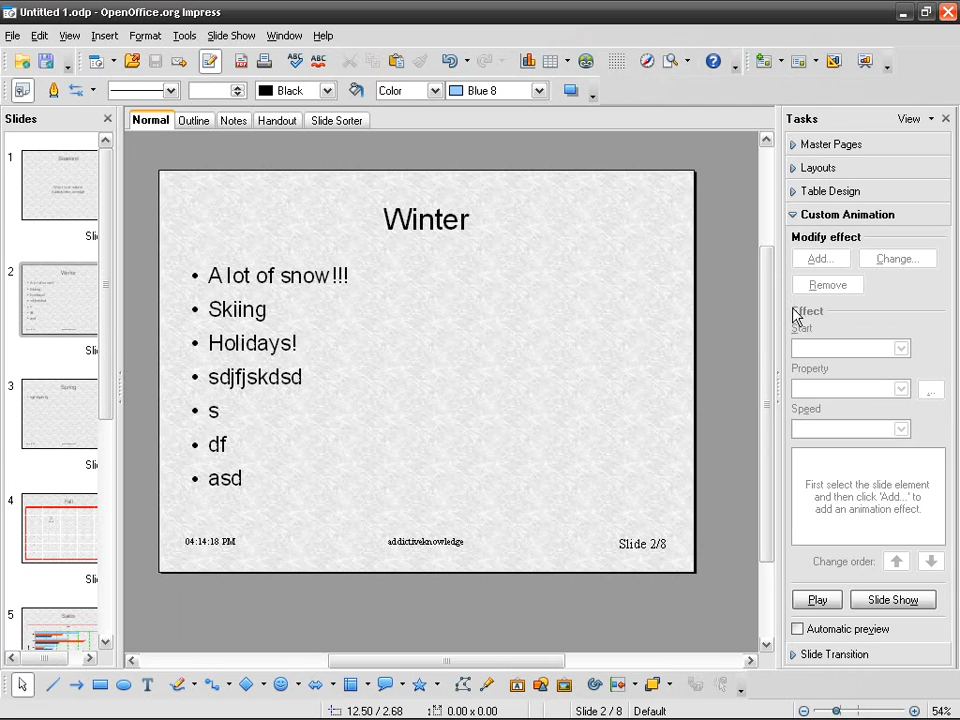 Untitled 1.odp - OpenOffice.org Impress
File Edit View Insert Format Tools Slide Show Window Help
Black Color Blue 8
Slides
Normal Outline Notes Handout Slide Sorter
Tasks View
1
2
Winter
3
Spring
4
Fall
5
Winter
A lot of snow!!!
Skiing
Holidays!
sdjfjskdsd
s
df
asd
04:14:18 PM addictiveknowledge Slide 2/8
Master Pages
Layouts
Table Design
Custom Animation
Modify effect
Add... Change...
Remove
Effect
Start
Property
...
Speed
First select the slide element
and then click 'Add...' to
add an animation effect.
Change order:
Play Slide Show
Automatic preview
Slide Transition
12.50 / 2.68 0.00 x 0.00 Slide 2 / 8 Default 54%